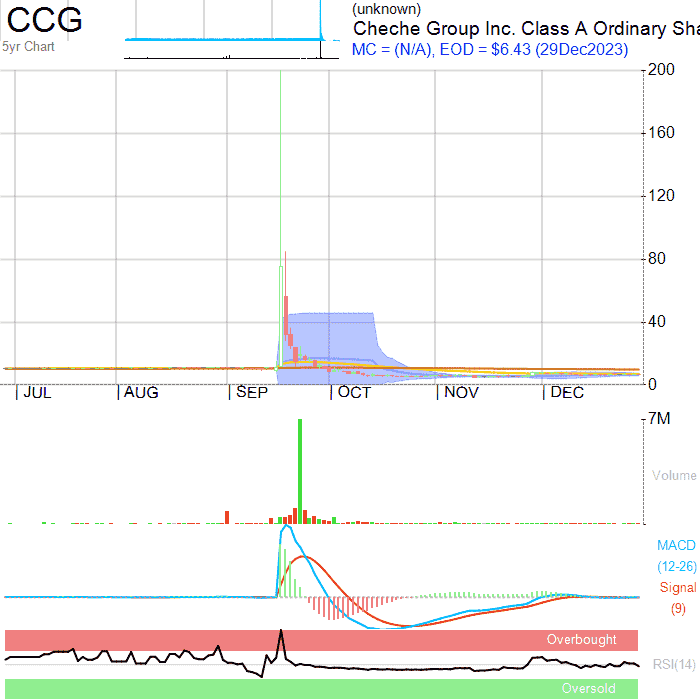 CCG
5yr Chart
(unknown)
Cheche Group Inc. Class A Ordinary Sha
MC = (N/A), EOD = $6.43 (29Dec2023)
200
160
120
80
40
0
JUL AUG SEP OCT NOV DEC
7M
Volume
MACD
(12-26)
Signal
(9)
Overbought
RSI(14)
Oversold